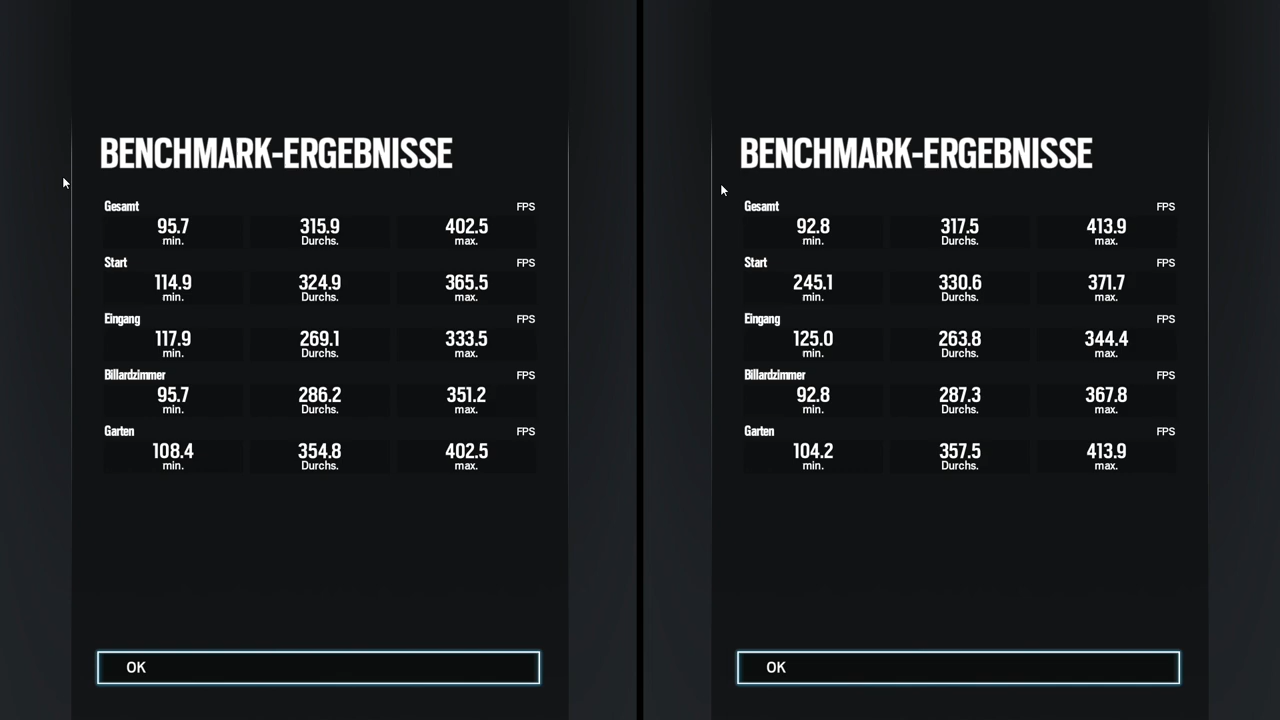 BENCHMARK-ERGEBNISSE
Gesamt FPS
95.7 315.9 402.5
min. Durchs. max.
Start FPS
114.9 324.9 365.5
min. Durchs. max.
Eingang FPS
117.9 269.1 333.5
min. Durchs. max.
Billardzimmer FPS
95.7 286.2 351.2
min. Durchs. max.
Garten FPS
108.4 354.8 402.5
min. Durchs. max.
OK
BENCHMARK-ERGEBNISSE
Gesamt FPS
92.8 317.5 413.9
min. Durchs. max.
Start FPS
245.1 330.6 371.7
min. Durchs. max.
Eingang FPS
125.0 263.8 344.4
min. Durchs. max.
Billardzimmer FPS
92.8 287.3 367.8
min. Durchs. max.
Garten FPS
104.2 357.5 413.9
min. Durchs. max.
OK